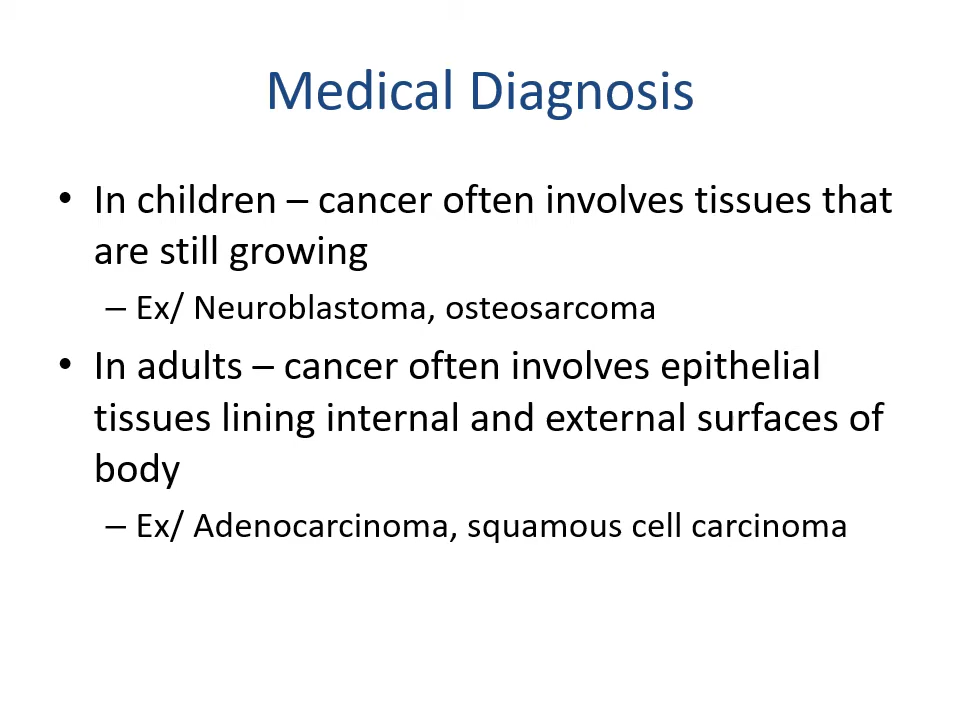 Medical Diagnosis
• In children – cancer often involves tissues that
are still growing
– Ex/ Neuroblastoma, osteosarcoma
• In adults – cancer often involves epithelial
tissues lining internal and external surfaces of
body
– Ex/ Adenocarcinoma, squamous cell carcinoma